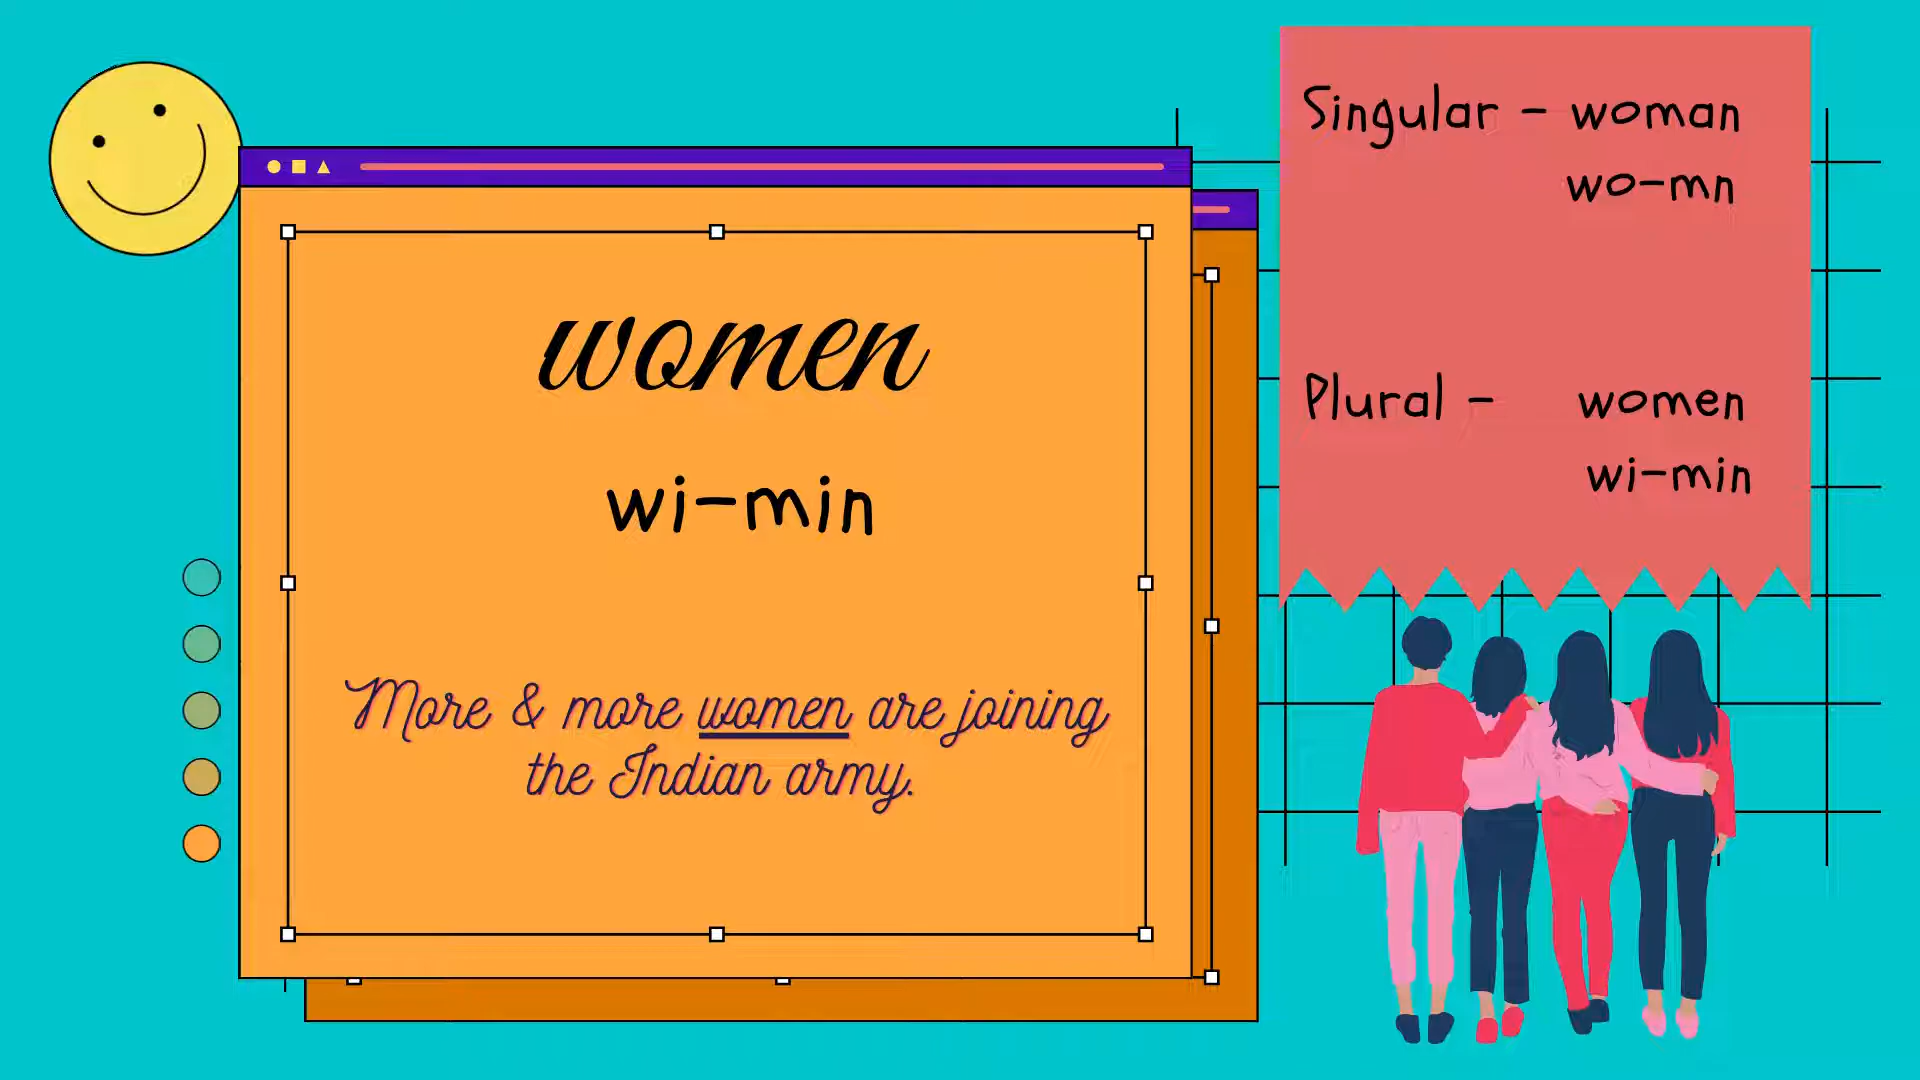 women
wi-min
More & more women are joining
the Indian army.
Singular - woman
wo-mn
Plural - women
wi-min